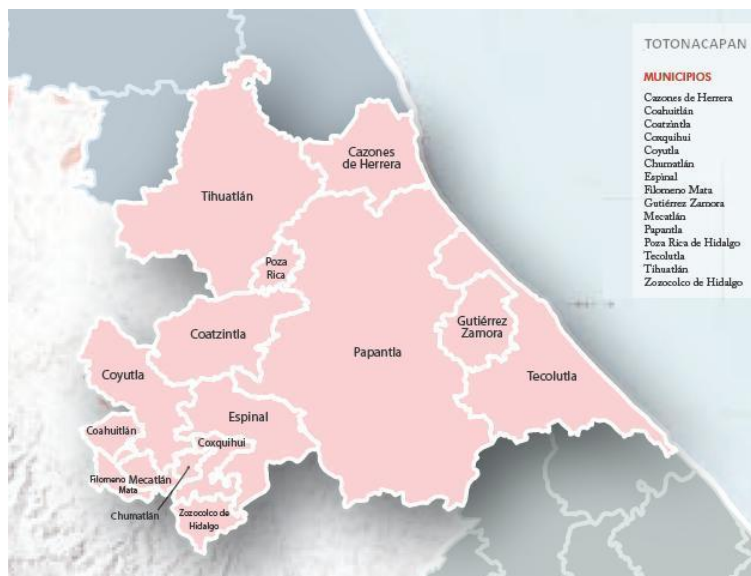 TOTONACAPAN
MUNICIPIOS
Cazones de Herrera
Coahuitlán
Coatzintla
Coxquihui
Coyutla
Chumatlán
Espinal
Filomeno Mata
Gutiérrez Zamora
Mecatlán
Papantla
Poza Rica de Hidalgo
Tecolutla
Tihuatlán
Zozocolco de Hidalgo
Cazones
de Herrera
Tihuatlán
Poza
Rica
Gutiérrez
Zamora
Coatzintla
Papantla
Coyutla
Tecolutla
Espinal
Coahuitlán
Coxquihui
Filomeno
Mata
Mecatlán
Chumatlán
Zozocolco de
Hidalgo